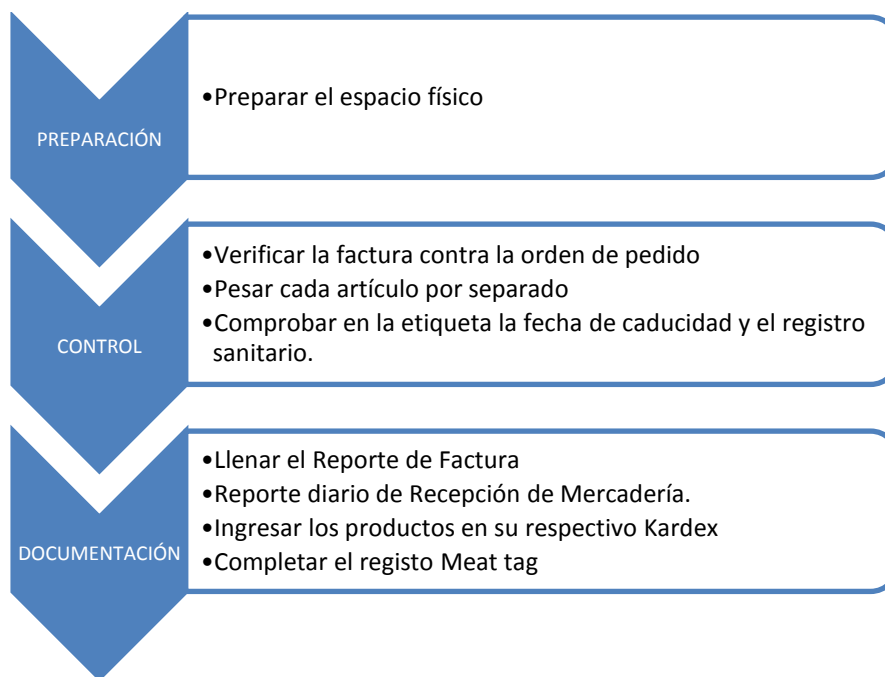 PREPARACIÓN
•Preparar el espacio físico
CONTROL
•Verificar la factura contra la orden de pedido
•Pesar cada artículo por separado
•Comprobar en la etiqueta la fecha de caducidad y el registro
sanitario.
DOCUMENTACIÓN
•Llenar el Reporte de Factura
•Reporte diario de Recepción de Mercadería.
•Ingresar los productos en su respectivo Kardex
•Completar el registo Meat tag